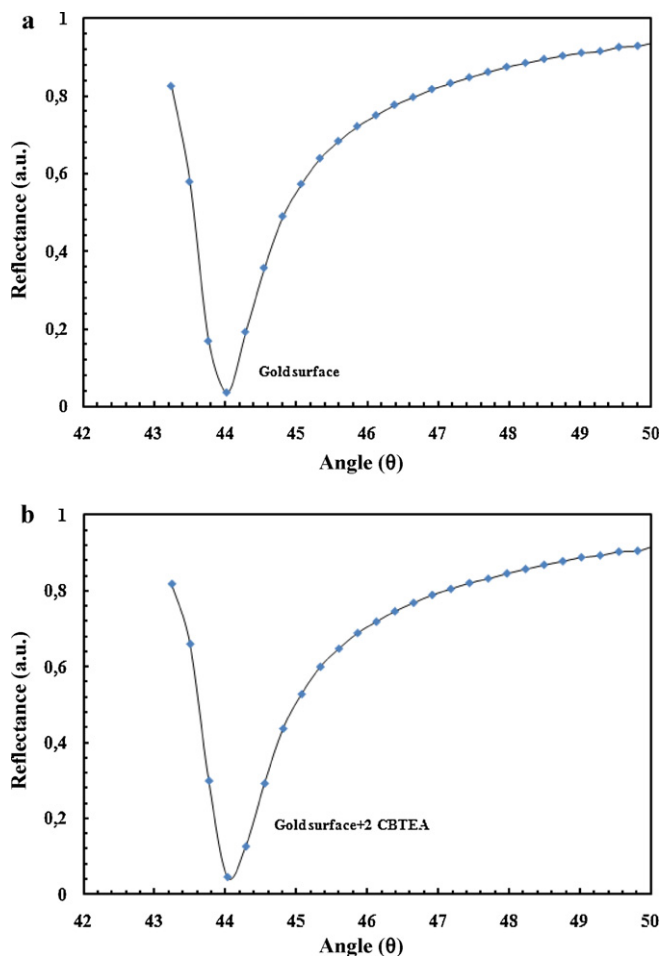 a
1
0,8
0,6
0,4
0,2
0
Reflectance (a.u.)
Gold surface
42 43 44 45 46 47 48 49 50
Angle (θ)
b
1
0,8
0,6
0,4
0,2
0
Reflectance (a.u.)
Gold surface+2 CBTEA
42 43 44 45 46 47 48 49 50
Angle (θ)